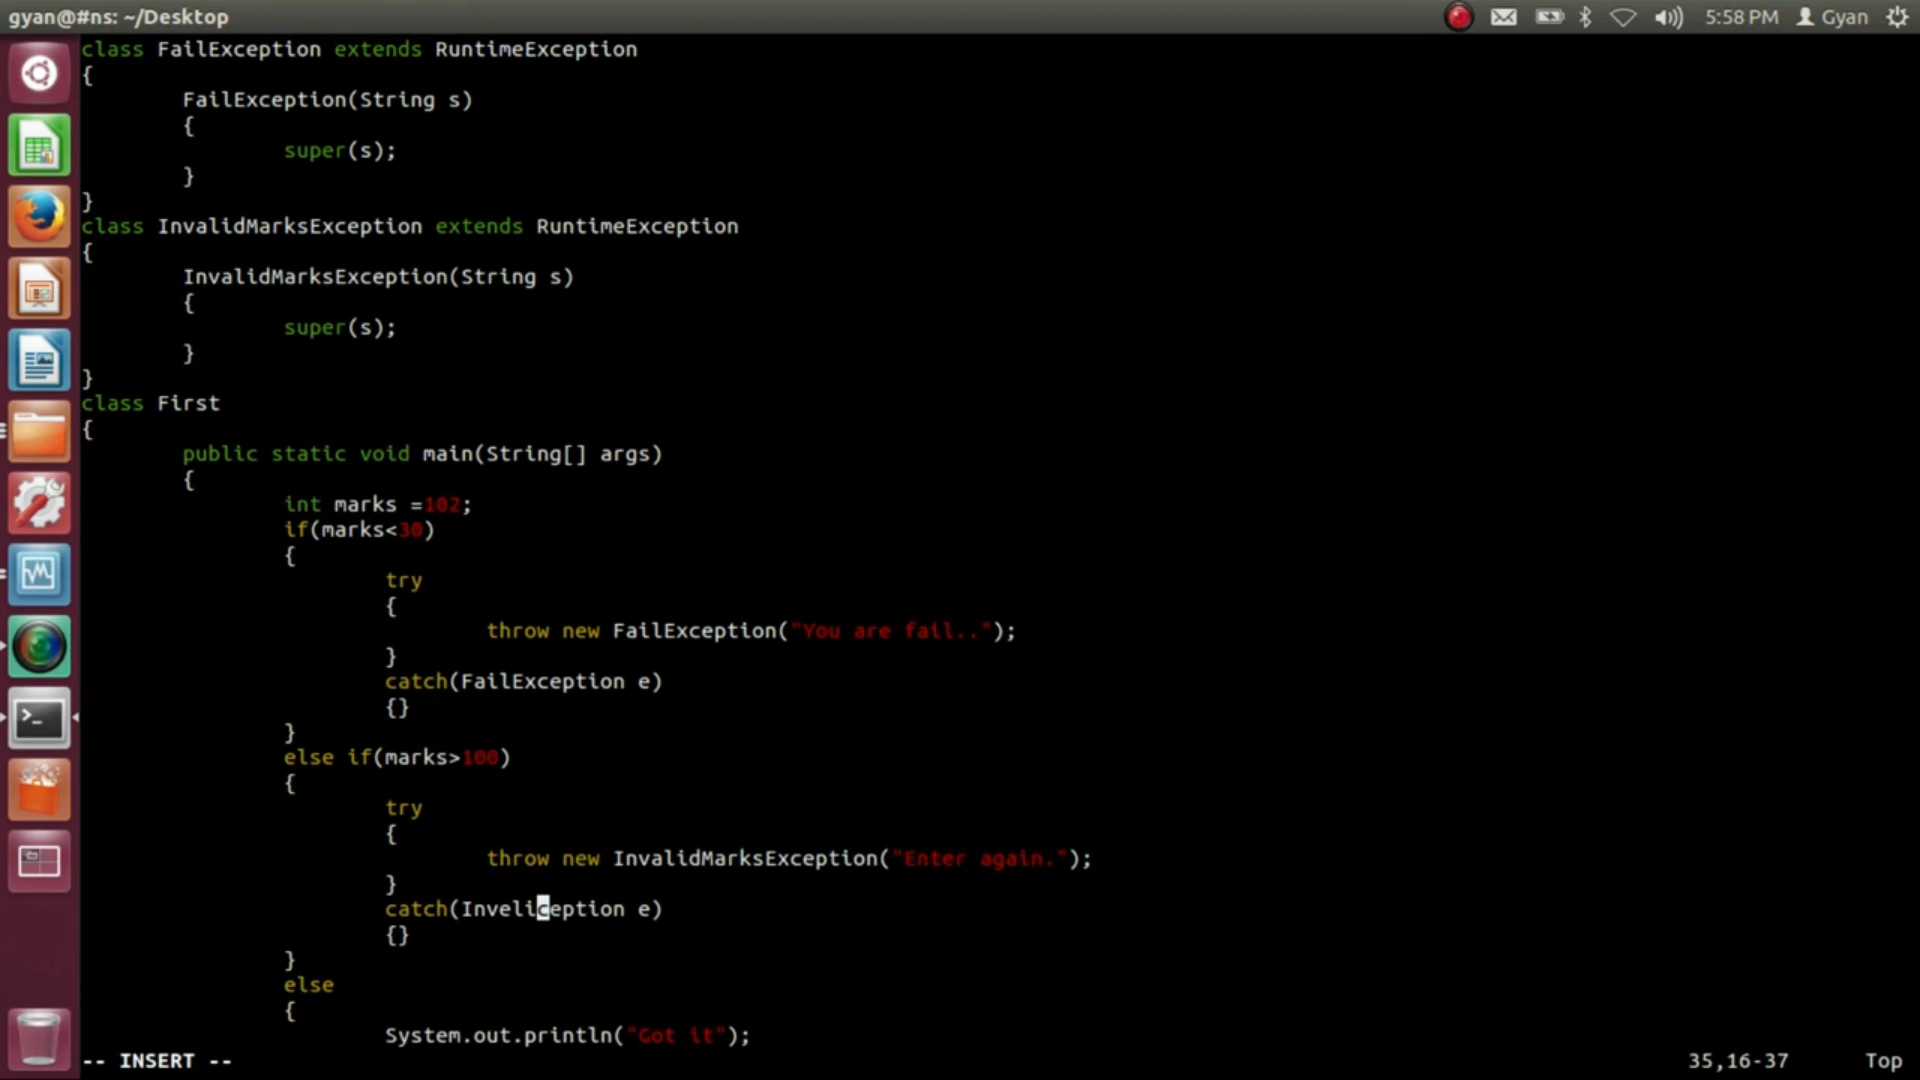 gyan@#ns: ~/Desktop
5:58 PM
Gyan
class FailException extends RuntimeException
{
FailException(String s)
{
super(s);
}
}
class InvalidMarksException extends RuntimeException
{
InvalidMarksException(String s)
{
super(s);
}
}
class First
{
public static void main(String[] args)
{
int marks =102;
if(marks<30)
{
try
{
throw new FailException("You are fail..");
}
catch(FailException e)
{}
}
else if(marks>100)
{
try
{
throw new InvalidMarksException("Enter again.");
}
catch(Inveliception e)
{}
}
else
{
System.out.println("Got it");
-- INSERT --
35,16-37
Top